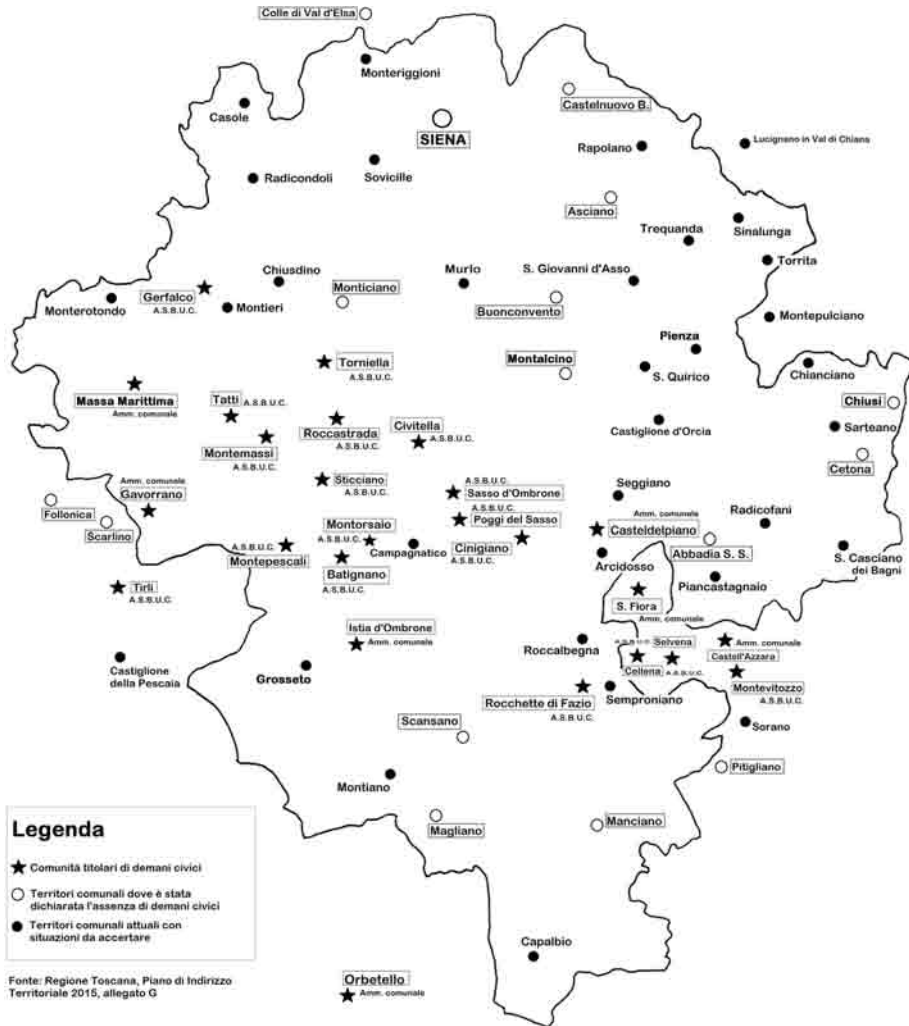 Colle di Val d'Elsa
Monteriggioni
Casole
SIENA
Castelnuovo B.
Rapolano
Lucignano in Val di Chiana
Radicondoli
Sovicille
Asciano
Trequanda
Sinalunga
Torrita
Chiusdino
Murlo
S. Giovanni d'Asso
Gerfalco
A.S.B.U.C.
Monterotondo
Montieri
Monticiano
Buonconvento
Montepulciano
Pienza
Torniella
A.S.B.U.C.
Montalcino
S. Quirico
Chianciano
Massa Marittima
Amm. comunale
Tatti
A.S.B.U.C.
Chiusi
Roccastrada
A.S.B.U.C.
Civitella
A.S.B.U.C.
Castiglione d'Orcia
Sarteano
Montemassi
A.S.B.U.C.
Cetona
Sticciano
A.S.B.U.C.
A.S.B.U.C.
Sasso d'Ombrone
Seggiano
Amm. comunale
Gavorrano
Follonica
Scarlino
A.S.B.U.C.
Poggi del Sasso
Amm. comunale
Casteldelpiano
Radicofani
Montorsaio
A.S.B.U.C.
Campagnatico
Cinigiano
A.S.B.U.C.
Abbadia S. S.
A.S.B.U.C.
Montepescali
Batignano
A.S.B.U.C.
Arcidosso
S. Casciano
dei Bagni
Piancastagnaio
Tirli
A.S.B.U.C.
S. Fiora
Amm. comunale
Istia d'Ombrone
Amm. comunale
Roccalbegna
A.S.B.U.C.
Selvena
A.S.B.U.C.
Cellena
Amm. comunale
Castell'Azzara
Castiglione
della Pescaia
Grosseto
Rocchette di Fazio
A.S.B.U.C.
Semproniano
Montevitozzo
A.S.B.U.C.
Scansano
Sorano
Montiano
Pitigliano
Magliano
Manciano
Capalbio
Orbetello
Amm. comunale
Legenda
Comunità titolari di demani civici
Territori comunali dove è stata
dichiarata l'assenza di demani civici
Territori comunali attuali con
situazioni da accertare
Fonte: Regione Toscana, Piano di Indirizzo
Territoriale 2015, allegato G